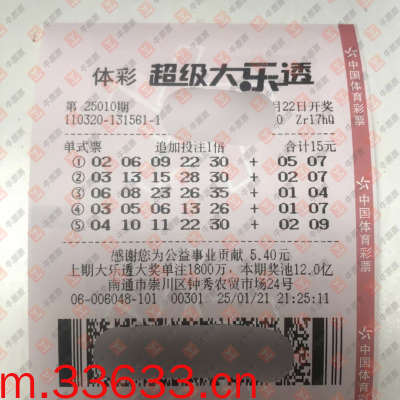 体彩 超级大乐透
第 25010期 月22日开奖
110320-131561-1 0 Zr17hQ
单式票 追加投注1倍 合计15元
① 02 06 09 22 30 + 05 07
② 03 13 15 28 30 + 01 07
③ 06 08 23 26 35 + 01 04
④ 03 05 06 13 26 + 01 07
⑤ 04 10 11 22 30 + 02 09
感谢您为公益事业贡献 5.40元
上期大乐透大奖单注1800万，本期奖池12.0亿
南通市崇川区钟秀农贸市场24号
06-006048-101 00301 25/01/21 21:25:11
中国体育彩票
中国体育彩票
m.33633.cn